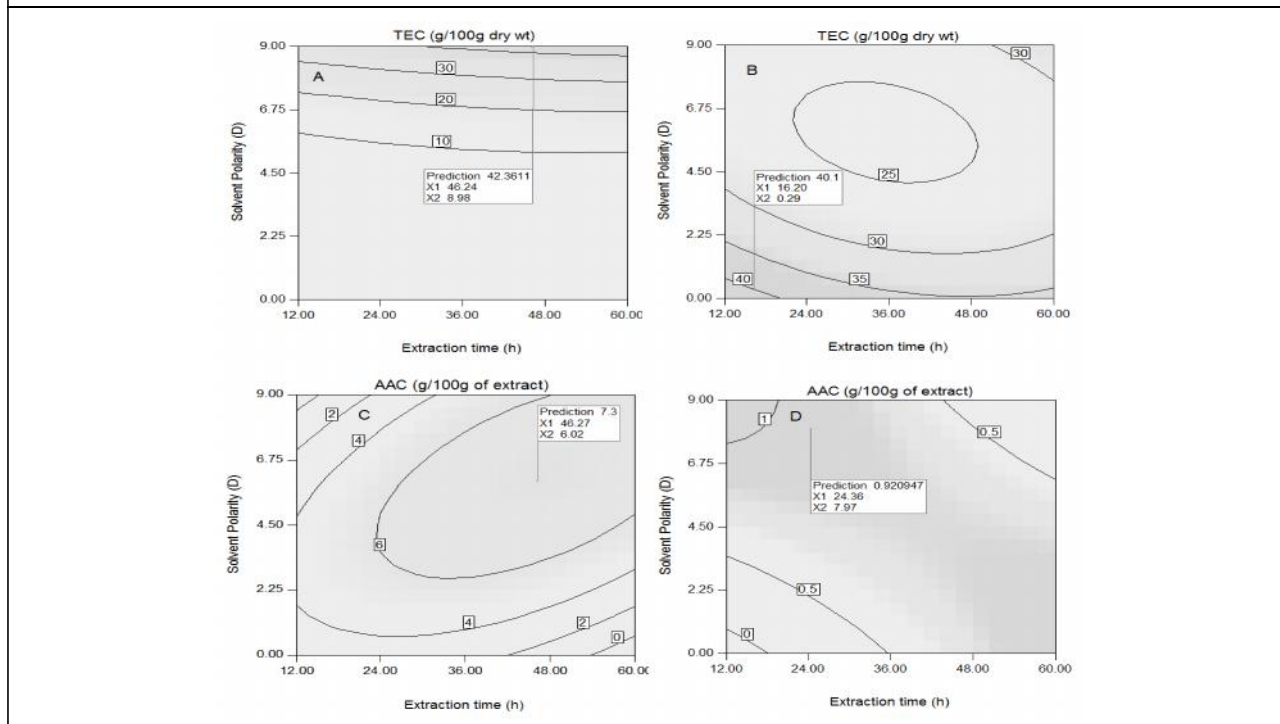 TEC (g/100g dry wt)
9.00
6.75
4.50
2.25
0.00
Solvent Polarity (D)
A
30
20
10
Prediction 42.3611
X1 46.24
X2 8.98
12.00 24.00 36.00 48.00 60.00
Extraction time (h)
TEC (g/100g dry wt)
9.00
6.75
4.50
2.25
0.00
Solvent Polarity (D)
B
30
25
Prediction 40.1
X1 16.20
X2 0.29
30
40
35
12.00 24.00 36.00 48.00 60.00
Extraction time (h)
AAC (g/100g of extract)
9.00
6.75
4.50
2.25
0.00
Solvent Polarity (D)
2
C
4
Prediction 7.3
X1 46.27
X2 6.02
6
4
2
0
12.00 24.00 36.00 48.00 60.0
Extraction time (h)
AAC (g/100g of extract)
9.00
6.75
4.50
2.25
0.00
Solvent Polarity (D)
1
D
0.5
Prediction 0.920947
X1 24.36
X2 7.97
0.5
0
12.00 24.00 36.00 48.00 60.00
Extraction time (h)